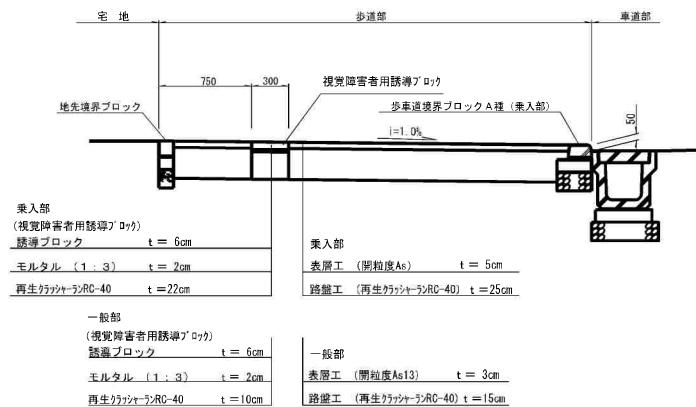 宅 地
歩道部
車道部
750
300
視覚障害者用誘導ブロック
地先境界ブロック
歩車道境界ブロックA種（乗入部）
50
i=1.0%
乗入部
(視覚障害者用誘導ブロック)
誘導ブロック t = 6cm
モルタル （1：3） t = 2cm
再生クラッシャーランRC-40 t =22cm
乗入部
表層工 （開粒度As） t = 5cm
路盤工 （再生クラッシャーランRC-40） t =25cm
一般部
(視覚障害者用誘導ブロック)
誘導ブロック t = 6cm
モルタル （1：3） t = 2cm
再生クラッシャーランRC-40 t =10cm
一般部
表層工 （開粒度As13） t = 3cm
路盤工 （再生クラッシャーランRC-40） t =15cm